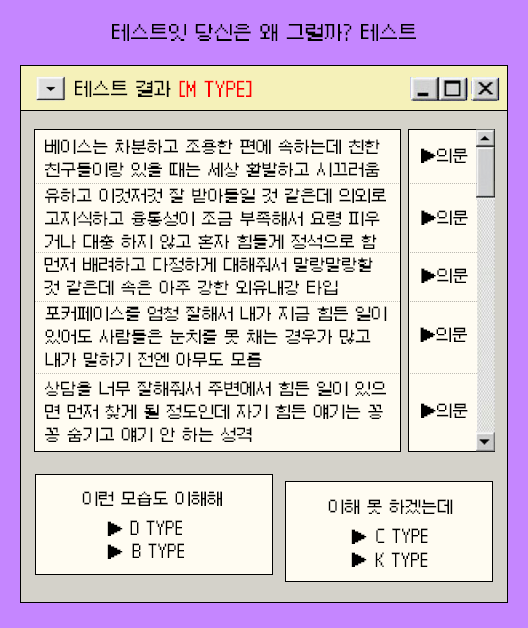 테스트잇 당신은 왜 그럴까? 테스트
테스트 결과 [M TYPE]
베이스는 차분하고 조용한 편에 속하는데 친한
친구들이랑 있을 때는 세상 활발하고 시끄러움
▶의문
유하고 이것저것 잘 받아들일 것 같은데 의외로
고지식하고 융통성이 조금 부족해서 요령 피우
거나 대충 하지 않고 혼자 힘들게 정석으로 함
▶의문
먼저 배려하고 다정하게 대해줘서 말랑말랑할
것 같은데 속은 아주 강한 외유내강 타입
▶의문
포커페이스를 엄청 잘해서 내가 지금 힘든 일이
있어도 사람들은 눈치를 못 채는 경우가 많고
내가 말하기 전엔 아무도 모름
▶의문
상담을 너무 잘해줘서 주변에서 힘든 일이 있으
면 먼저 찾게 될 정도인데 자기 힘든 얘기는 꽁
꽁 숨기고 얘기 안 하는 성격
▶의문
이런 모습도 이해해
▶ D TYPE
▶ B TYPE
이해 못 하겠는데
▶ C TYPE
▶ K TYPE